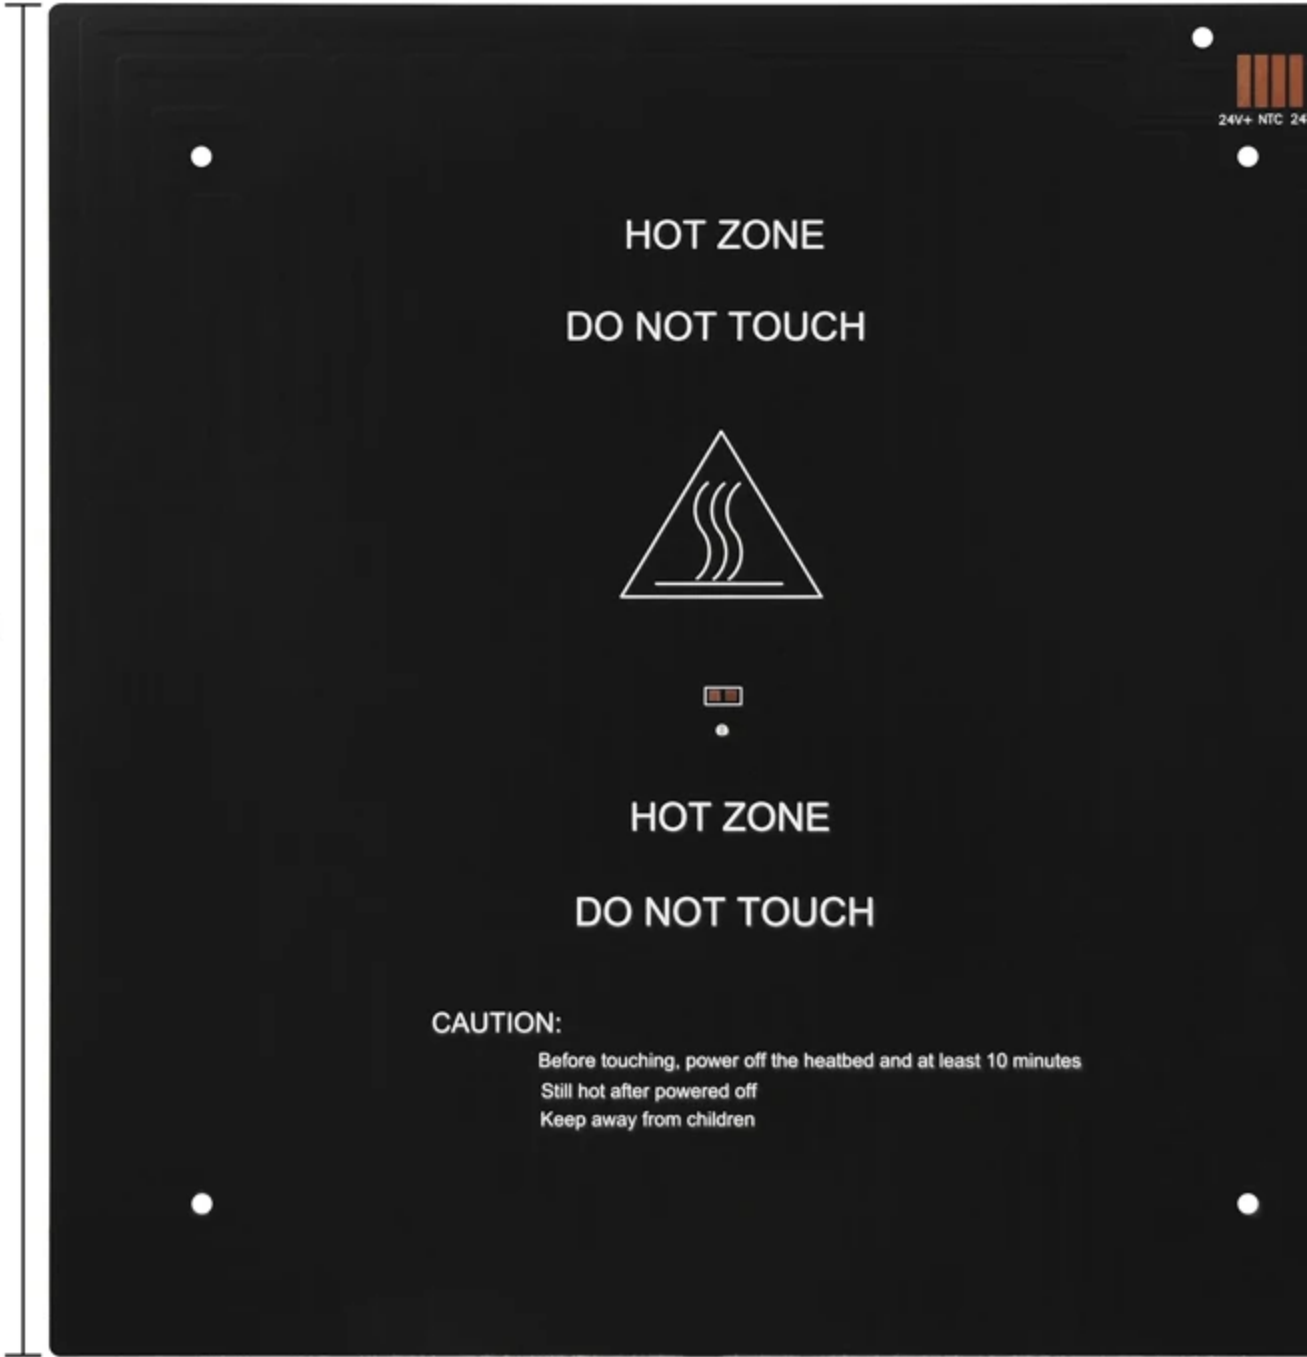 24V+ NTC 24
HOT ZONE
DO NOT TOUCH
HOT ZONE
DO NOT TOUCH
CAUTION:
Before touching, power off the heatbed and at least 10 minutes
Still hot after powered off
Keep away from children